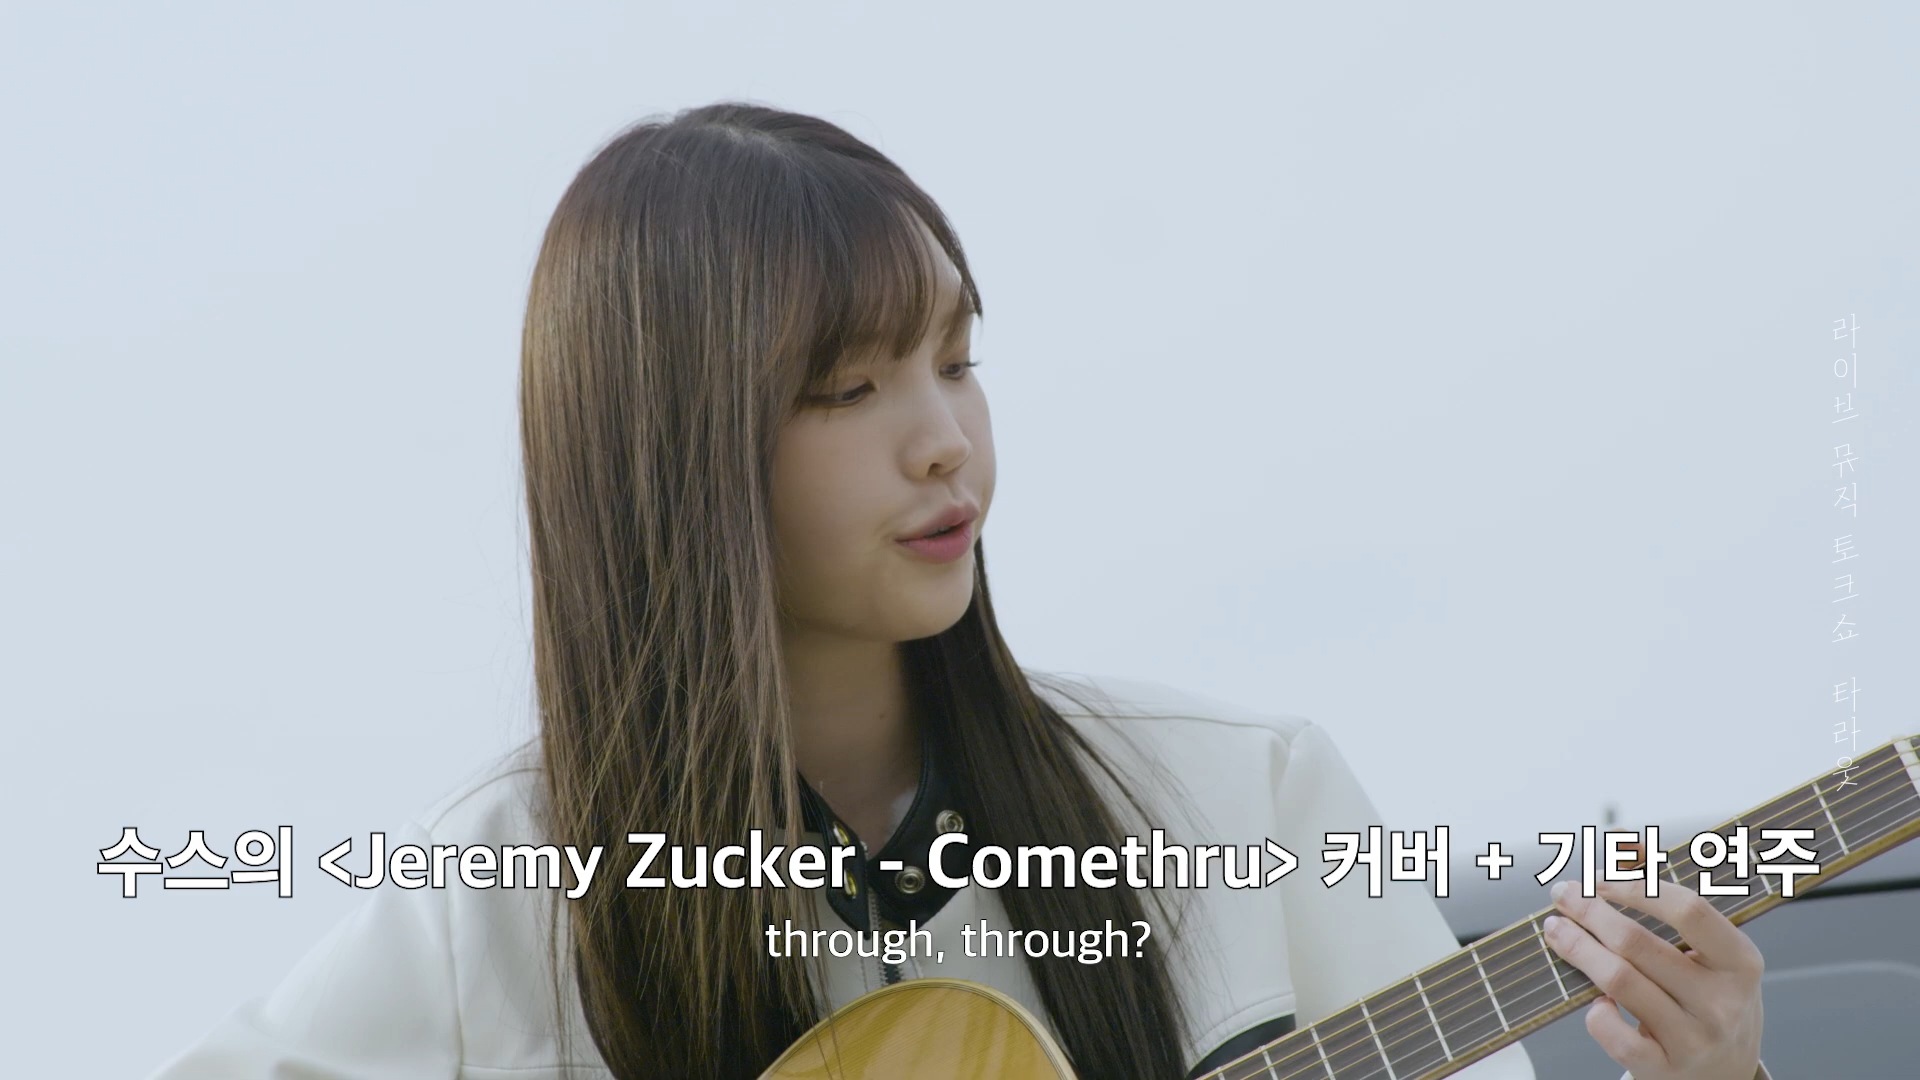 라이브 뮤직 토크쇼 타라웃
수스의 <Jeremy Zucker - Comethru> 커버 + 기타 연주
through, through?